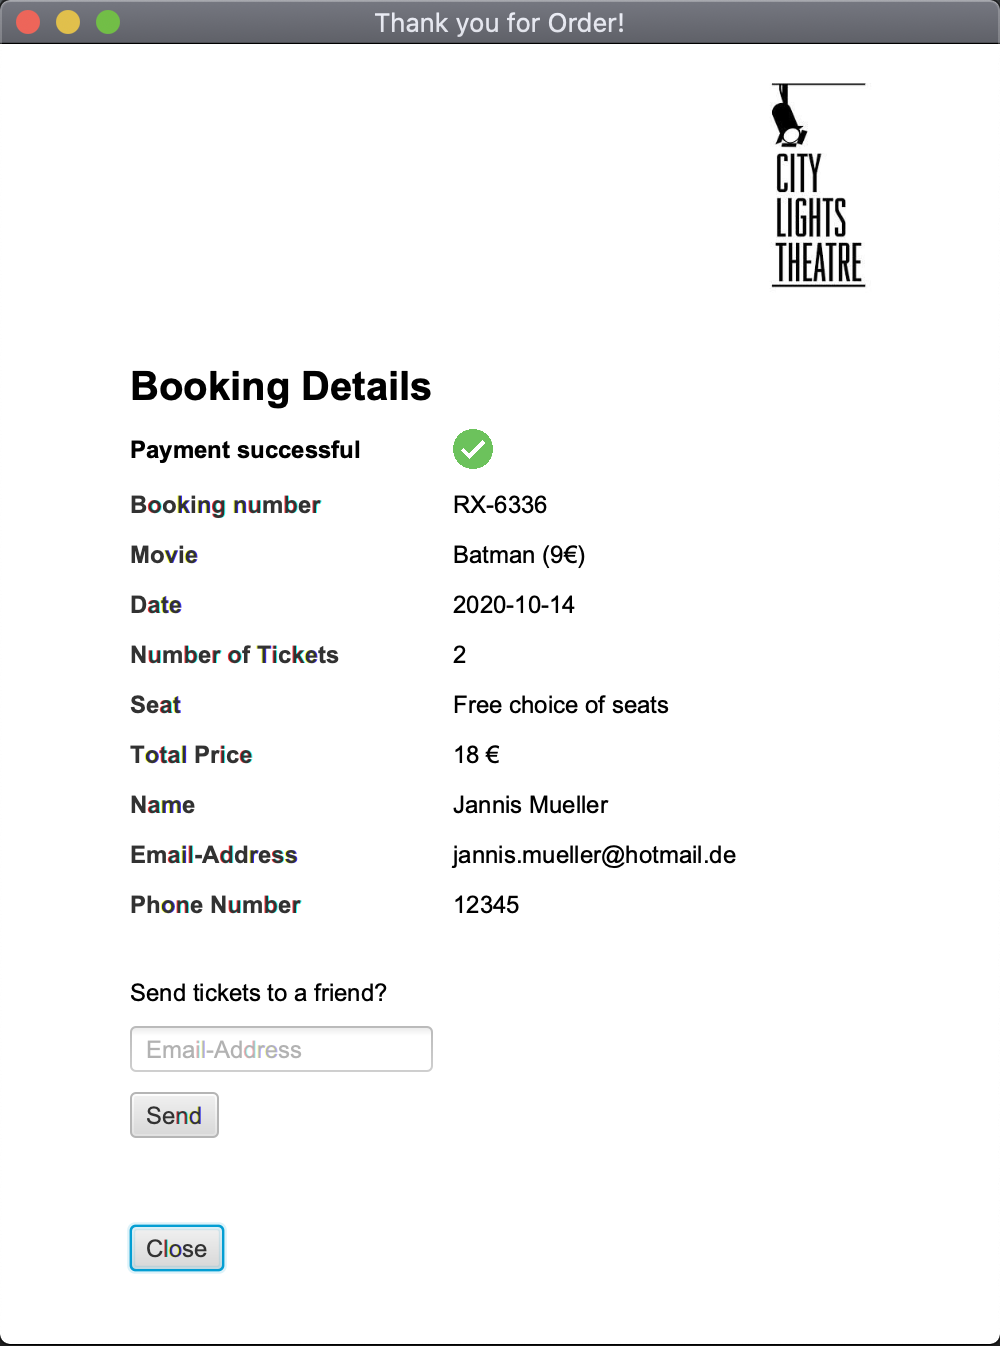 Thank you for Order!
CITY
LIGHTS
THEATRE
Booking Details
Payment successful
Booking number RX-6336
Movie Batman (9€)
Date 2020-10-14
Number of Tickets 2
Seat Free choice of seats
Total Price 18 €
Name Jannis Mueller
Email-Address jannis.mueller@hotmail.de
Phone Number 12345
Send tickets to a friend?
Email-Address
Send
Close